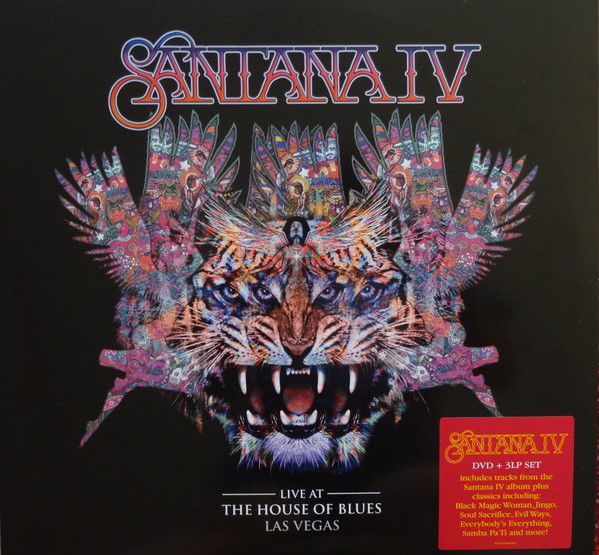 SANTANA IV
LIVE AT
THE HOUSE OF BLUES
LAS VEGAS
SANTANA IV
DVD + 3LP SET
includes tracks from the
Santana IV album plus
classics including:
Black Magic Woman, Jingo,
Soul Sacrifice, Evil Ways,
Everybody's Everything,
Samba Pa Ti and more!